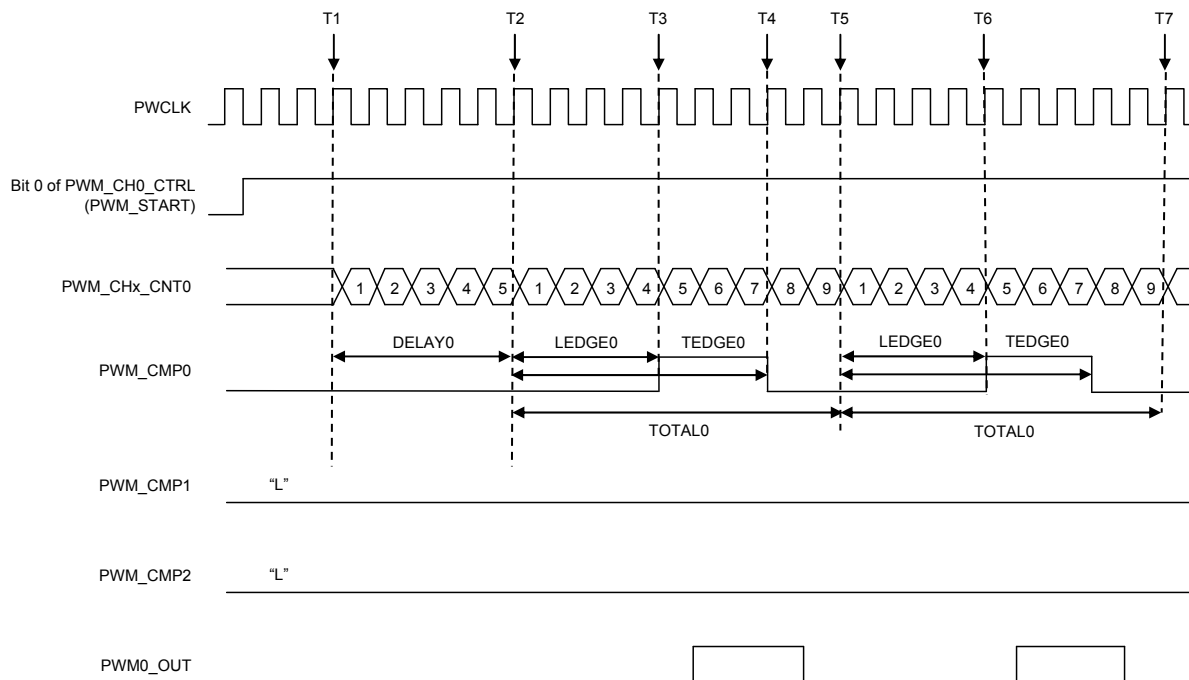 T1 T2 T3 T4 T5 T6 T7
PWCLK
Bit 0 of PWM_CH0_CTRL
(PWM_START)
PWM_CHx_CNT0 1 2 3 4 5 1 2 3 4 5 6 7 8 9 1 2 3 4 5 6 7 8 9
DELAY0 LEDGE0 TEDGE0 LEDGE0 TEDGE0
PWM_CMP0
TOTAL0 TOTAL0
PWM_CMP1 “L”
PWM_CMP2 “L”
PWM0_OUT